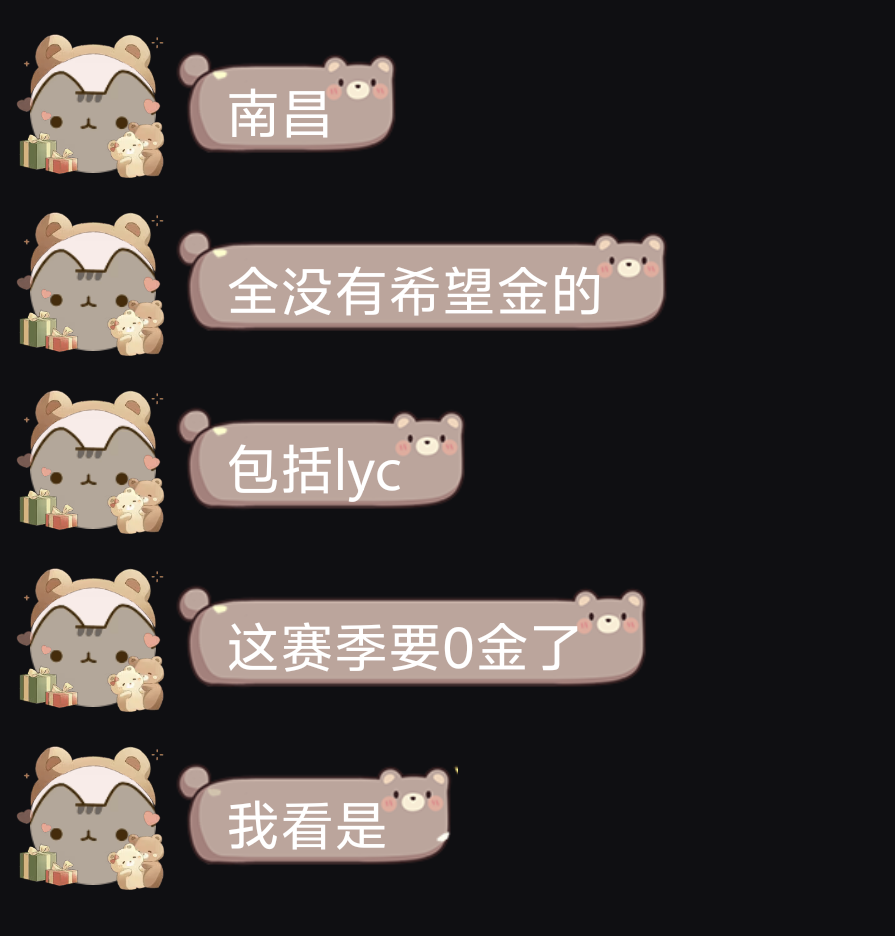 南昌
全没有希望金的
包括lyc
这赛季要0金了
我看是